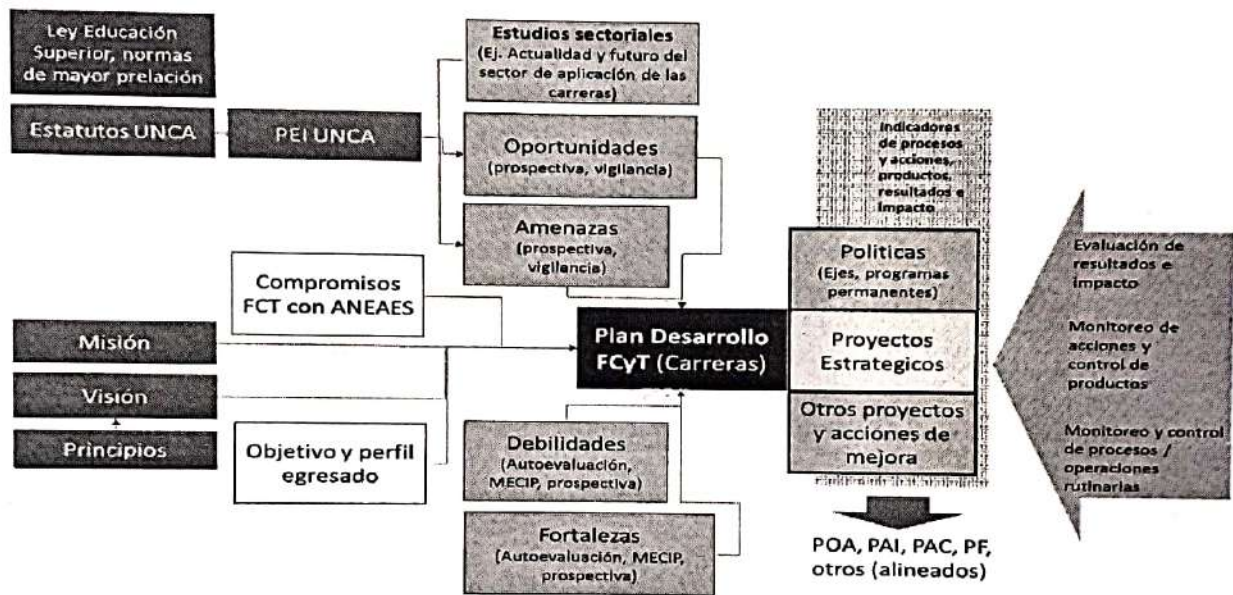 Ley Educación
Superior, normas
de mayor prelación
Estatutos UNCA
PEI UNCA
Estudios sectoriales
(Ej. Actualidad y futuro del
sector de aplicación de las
carreras)
Oportunidades
(prospectiva, vigilancia)
Amenazas
(prospectiva,
vigilancia)
Compromisos
FCT con ANEAES
Misión
Visión
Principios
Objetivo y perfil
egresado
Plan Desarrollo
FCyT (Carreras)
Debilidades
(Autoevaluación,
MECIP, prospectiva)
Fortalezas
(Autoevaluación, MECIP,
prospectiva)
Indicadores
de procesos
y acciones,
productos,
resultados e
impacto
Políticas
(Ejes, programas
permanentes)
Proyectos
Estrategicos
Otros proyectos
y acciones de
mejora
POA, PAI, PAC, PF,
otros (alineados)
Evaluación de
resultados e
impacto
Monitoreo de
acciones y
control de
productos
Monitoreo y control
de procesos /
operaciones
rutinarias